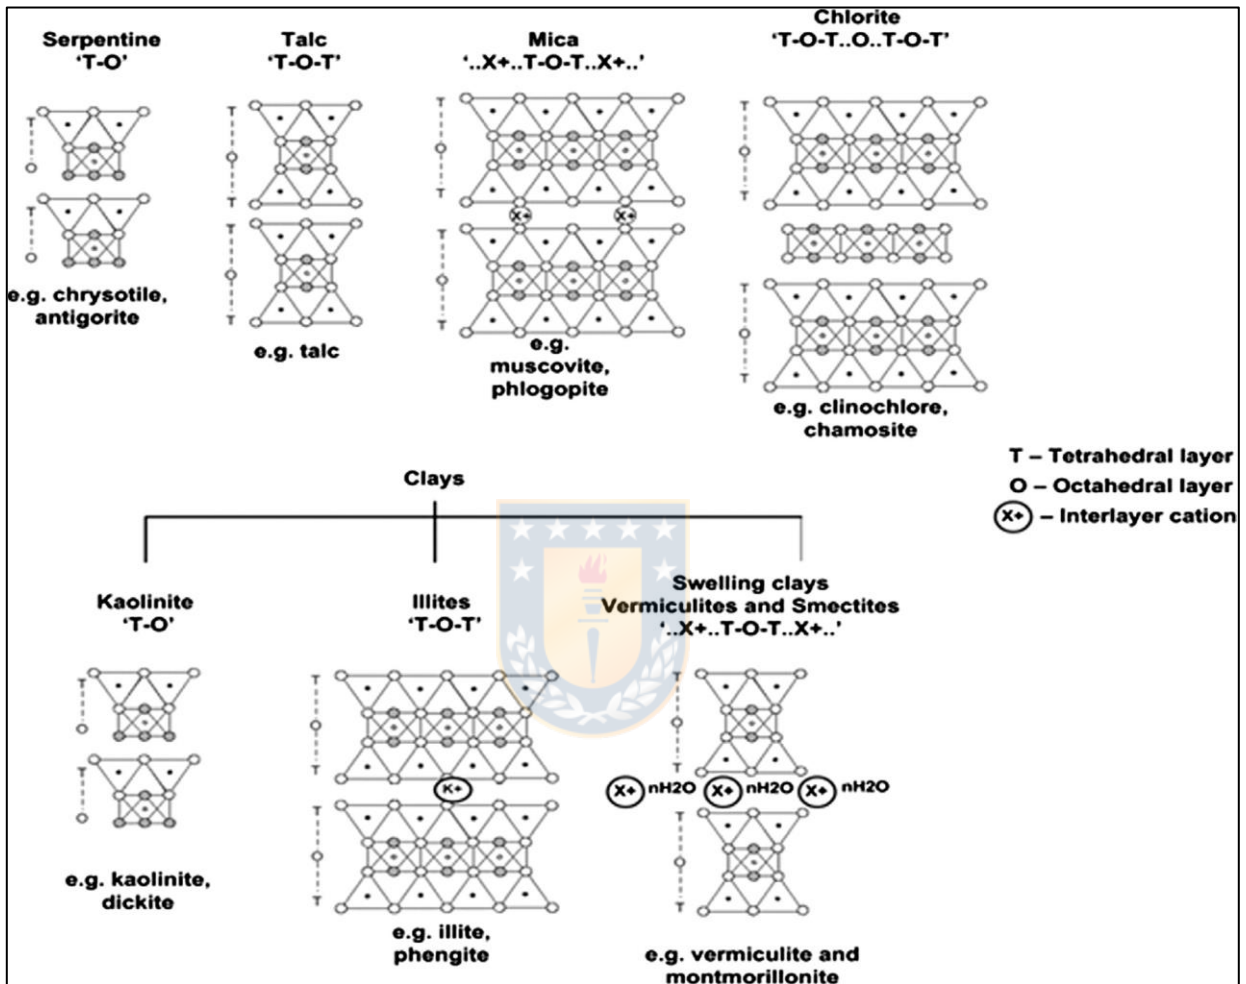 Serpentine
‘T-O’
T
O
T
O
e.g. chrysotile,
antigorite
Talc
‘T-O-T’
T
O
T
T
O
T
e.g. talc
Mica
‘..X+..T-O-T..X+..’
T
O
T
X+
X+
T
O
T
e.g.
muscovite,
phlogopite
Chlorite
‘T-O-T..O..T-O-T’
T
O
T
T
O
T
e.g. clinochlore,
chamosite
T – Tetrahedral layer
O – Octahedral layer
X+ – Interlayer cation
Clays
Kaolinite
‘T-O’
T
O
T
O
e.g. kaolinite,
dickite
Illites
‘T-O-T’
T
O
T
K+
T
O
T
e.g. illite,
phengite
Swelling clays
Vermiculites and Smectites
‘..X+..T-O-T..X+..’
T
O
T
X+ nH2O X+ nH2O X+ nH2O
T
O
T
e.g. vermiculite and
montmorillonite